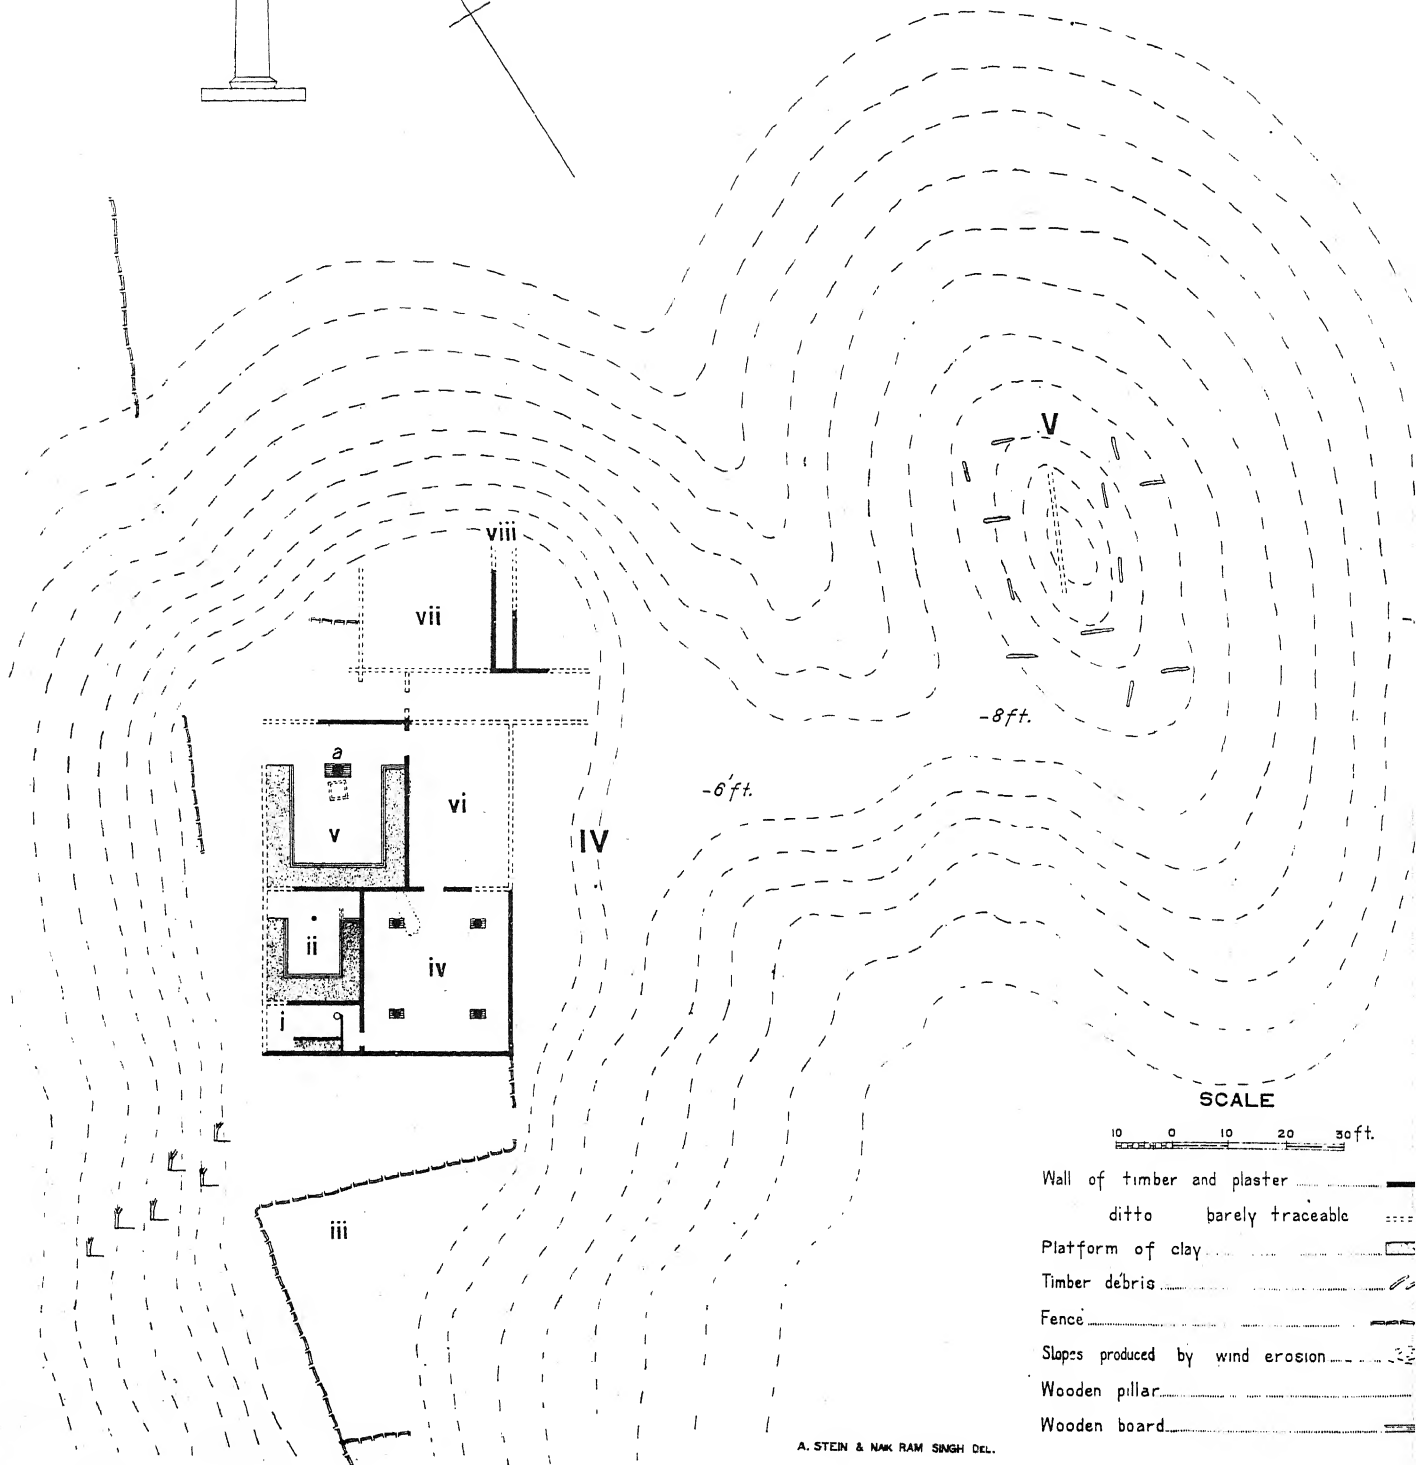 V
viii
vii
-8ft.
a
-6'ft.
vi
v
IV
ii
iv
i
SCALE
10 0 10 20 30ft.
Wall of timber and plaster
ditto barely traceable
iii
Platform of clay
Timber débris
Fence
Slopes produced by wind erosion
Wooden pillar
Wooden board
A. STEIN & NAIK RAM SINGH DEL.